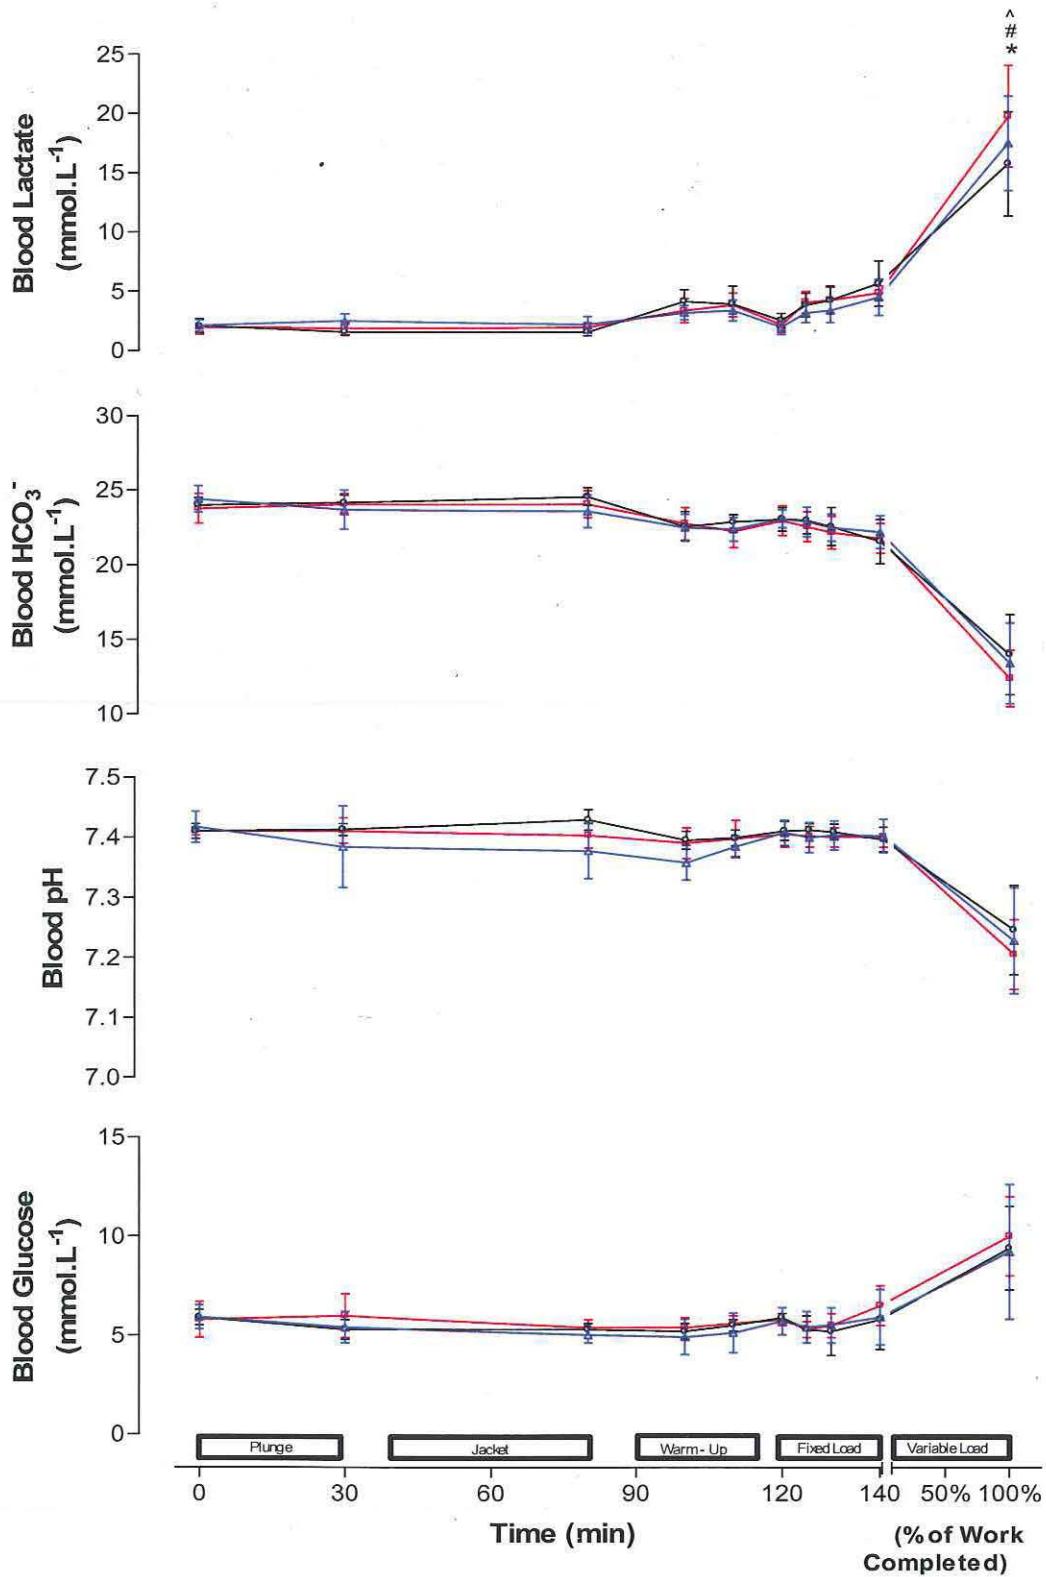 ^
#
*
25
20
15
10
5
0
Blood Lactate
(mmol.L⁻¹)
30
25
20
15
10
Blood HCO₃⁻
(mmol.L⁻¹)
7.5
7.4
7.3
7.2
7.1
7.0
Blood pH
15
10
5
0
Blood Glucose
(mmol.L⁻¹)
Plunge Jacket Warm-Up Fixed Load Variable Load
0 30 60 90 120 140 50% 100%
Time (min)
(% of Work
Completed)